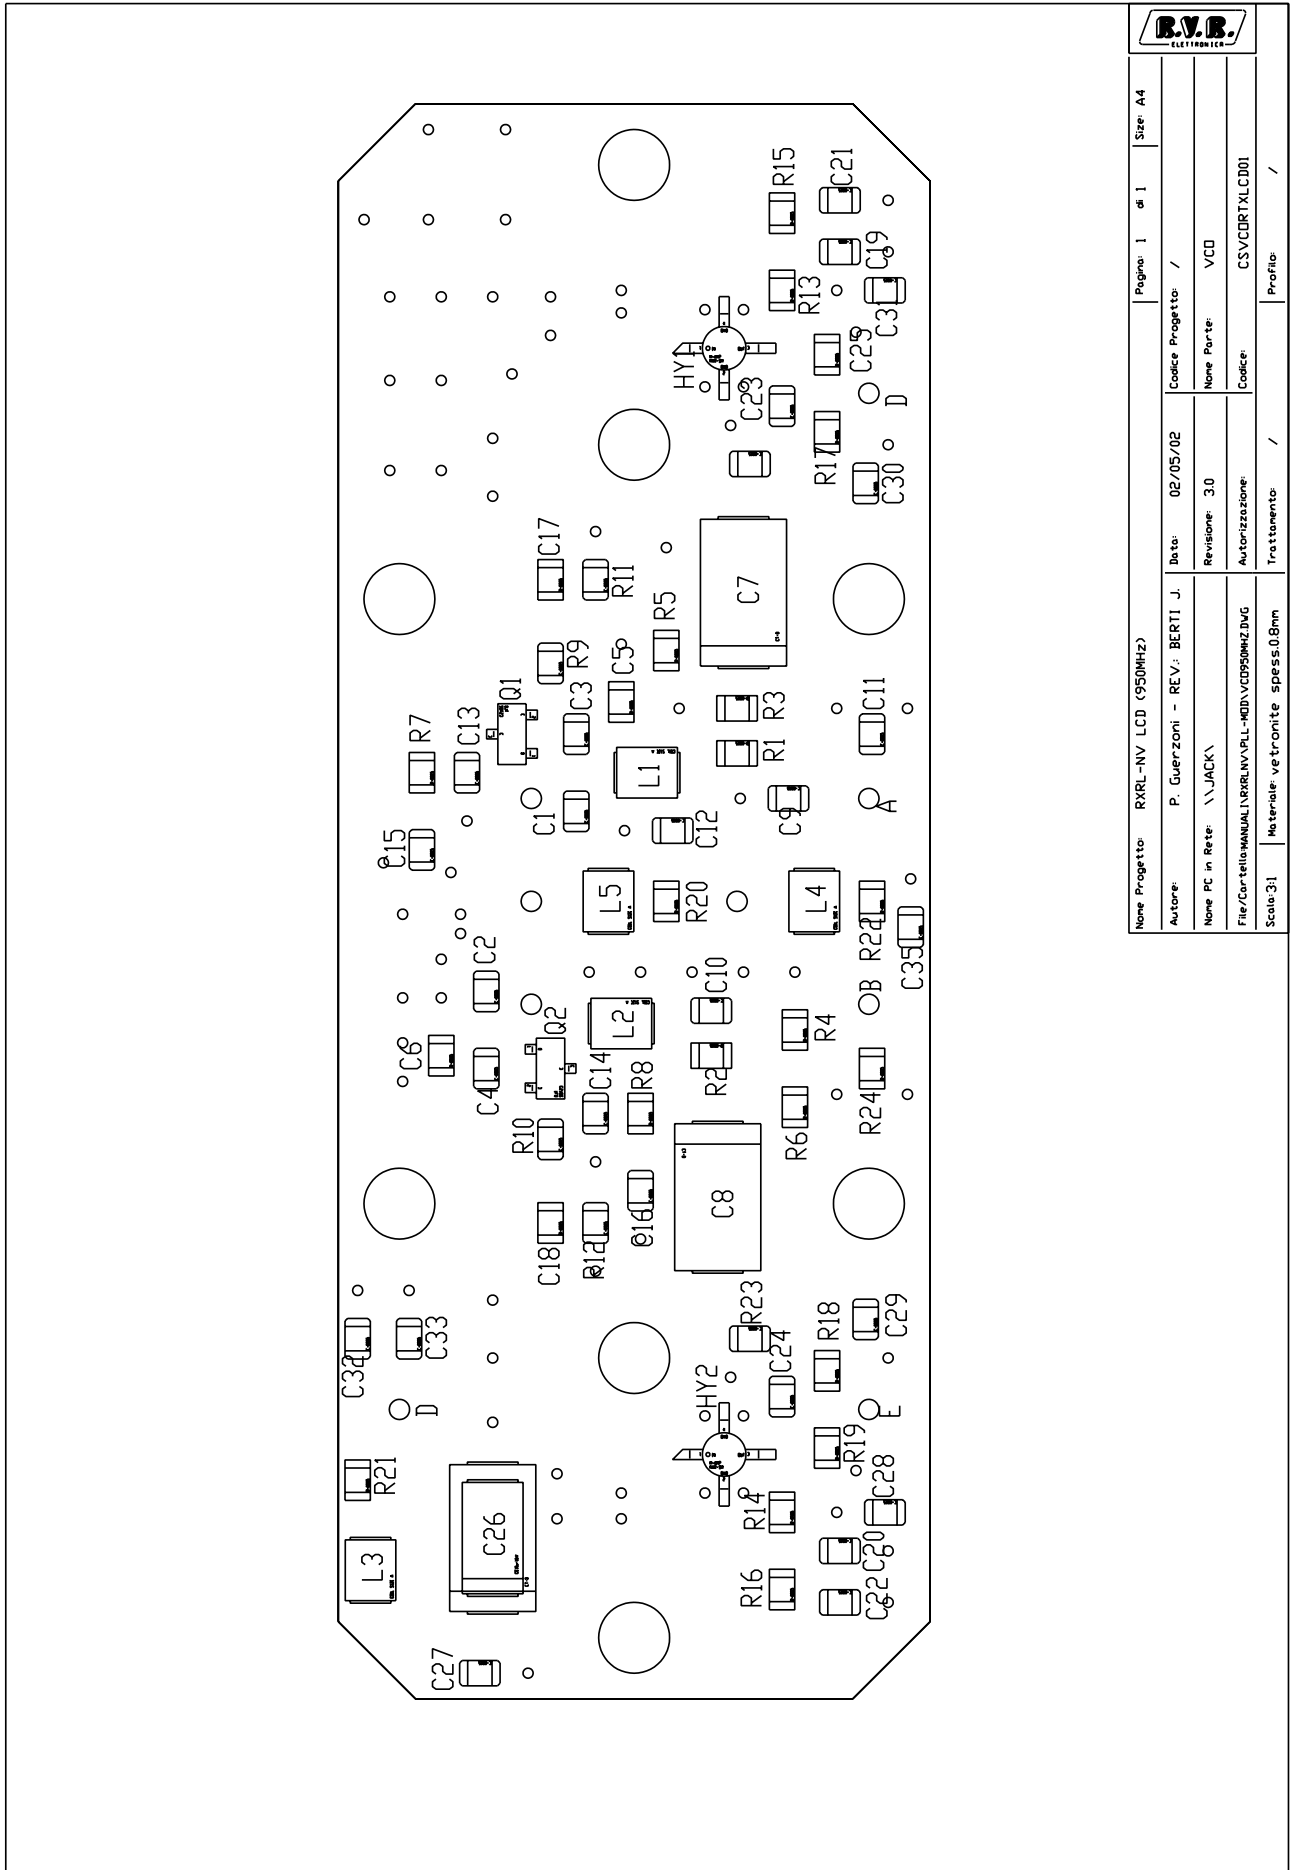 R.V.R.
ELETTRONICA
Nome Progetto: RXRL-NV LCD (950MHz)
Pagina: 1 di 1
Size: A4
Autore: P. Guerzoni - REV.: BERTI J.
Data: 02/05/02
Codice Progetto: /
Nome PC in Rete: \\JACK\
Revisione: 3.0
Nome Parte: VCO
File/Cartella:MANUALI\RXRLNV\PLL-MOD\VCO950MHZ.DWG
Autorizzazione:
Codice: CSVCORTXLCD01
Scala:3:1
Materiale: vetronite spess.0.8mm
Trattamento: /
Profilo: /
R15
C21
C19
R13
C31
HY1
C25
C23
D
R17
C30
C17
R11
C7
R5
R9
C5
Q1
C3
C11
R7
C13
R3
R1
L1
C1
C9
A
C12
C15
L5
R20
L4
R22
C35
C2
C10
B
Q2
L2
R4
C6
C4
C14
R8
R2
R24
R10
R6
C8
C16
C18
R12
R23
R18
C29
C32
C33
C24
HY2
D
E
R19
R21
C28
R14
C26
C20
L3
R16
C22
C27